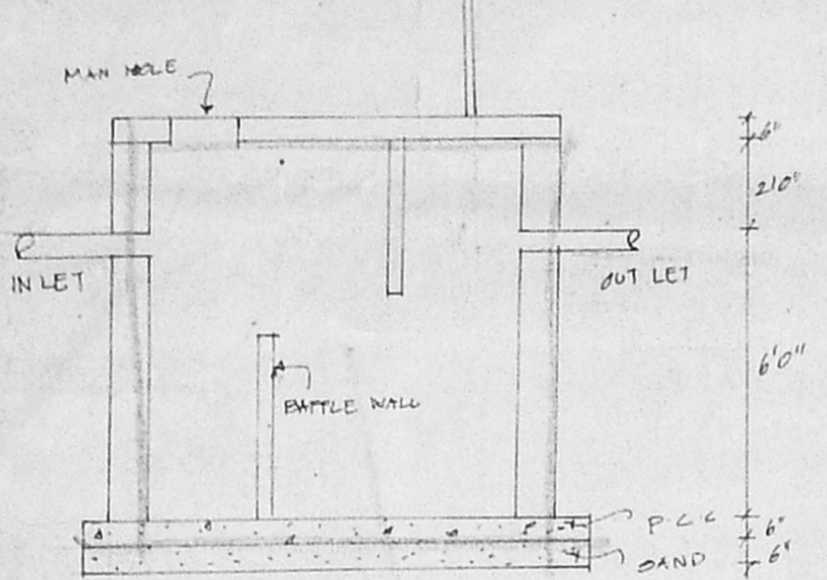 MAN HOLE
6"
2'0"
IN LET
OUT LET
6'0"
BAFFLE WALL
P.C.C
6"
SAND
6"